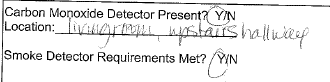 Carbon Monoxide Detector Present? Y/N
Location: livingroom, upstairs hallway
Smoke Detector Requirements Met? Y/N